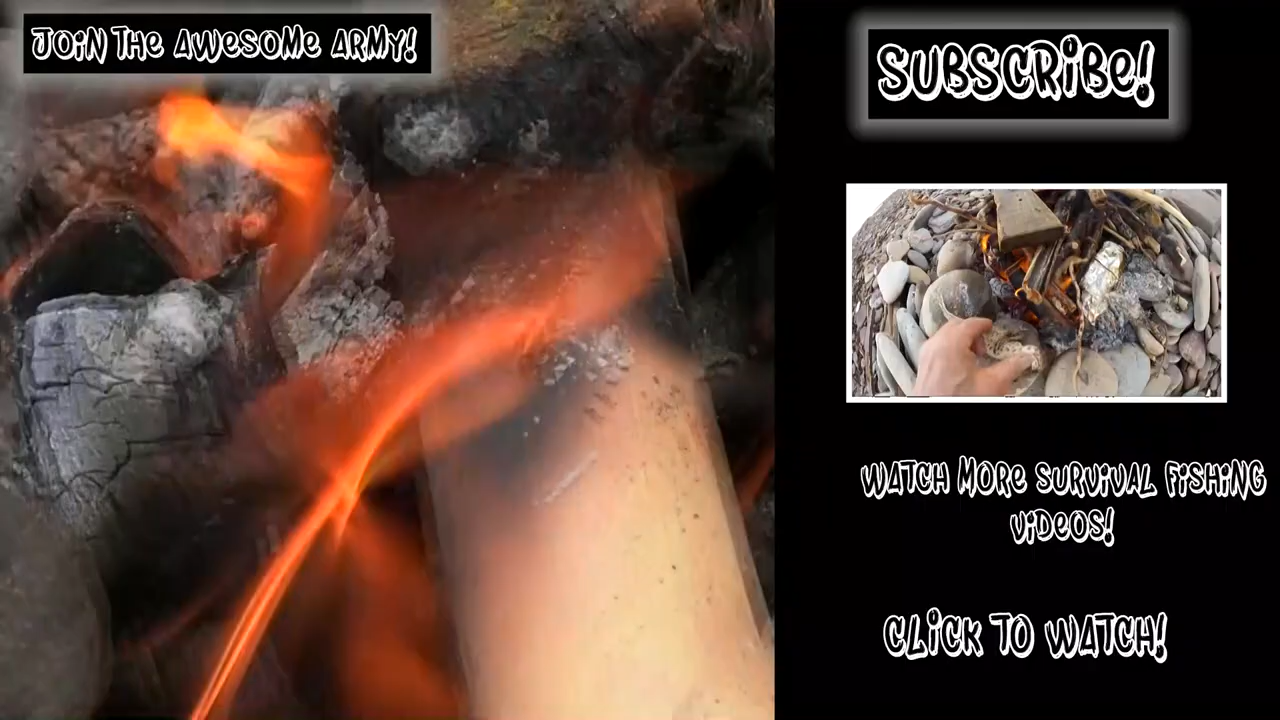 JOIN THE AWESOME ARMY!
SUBSCRIBE!
WATCH MORE SURVIVAL FISHING
VIDEOS!
CLICK TO WATCH!